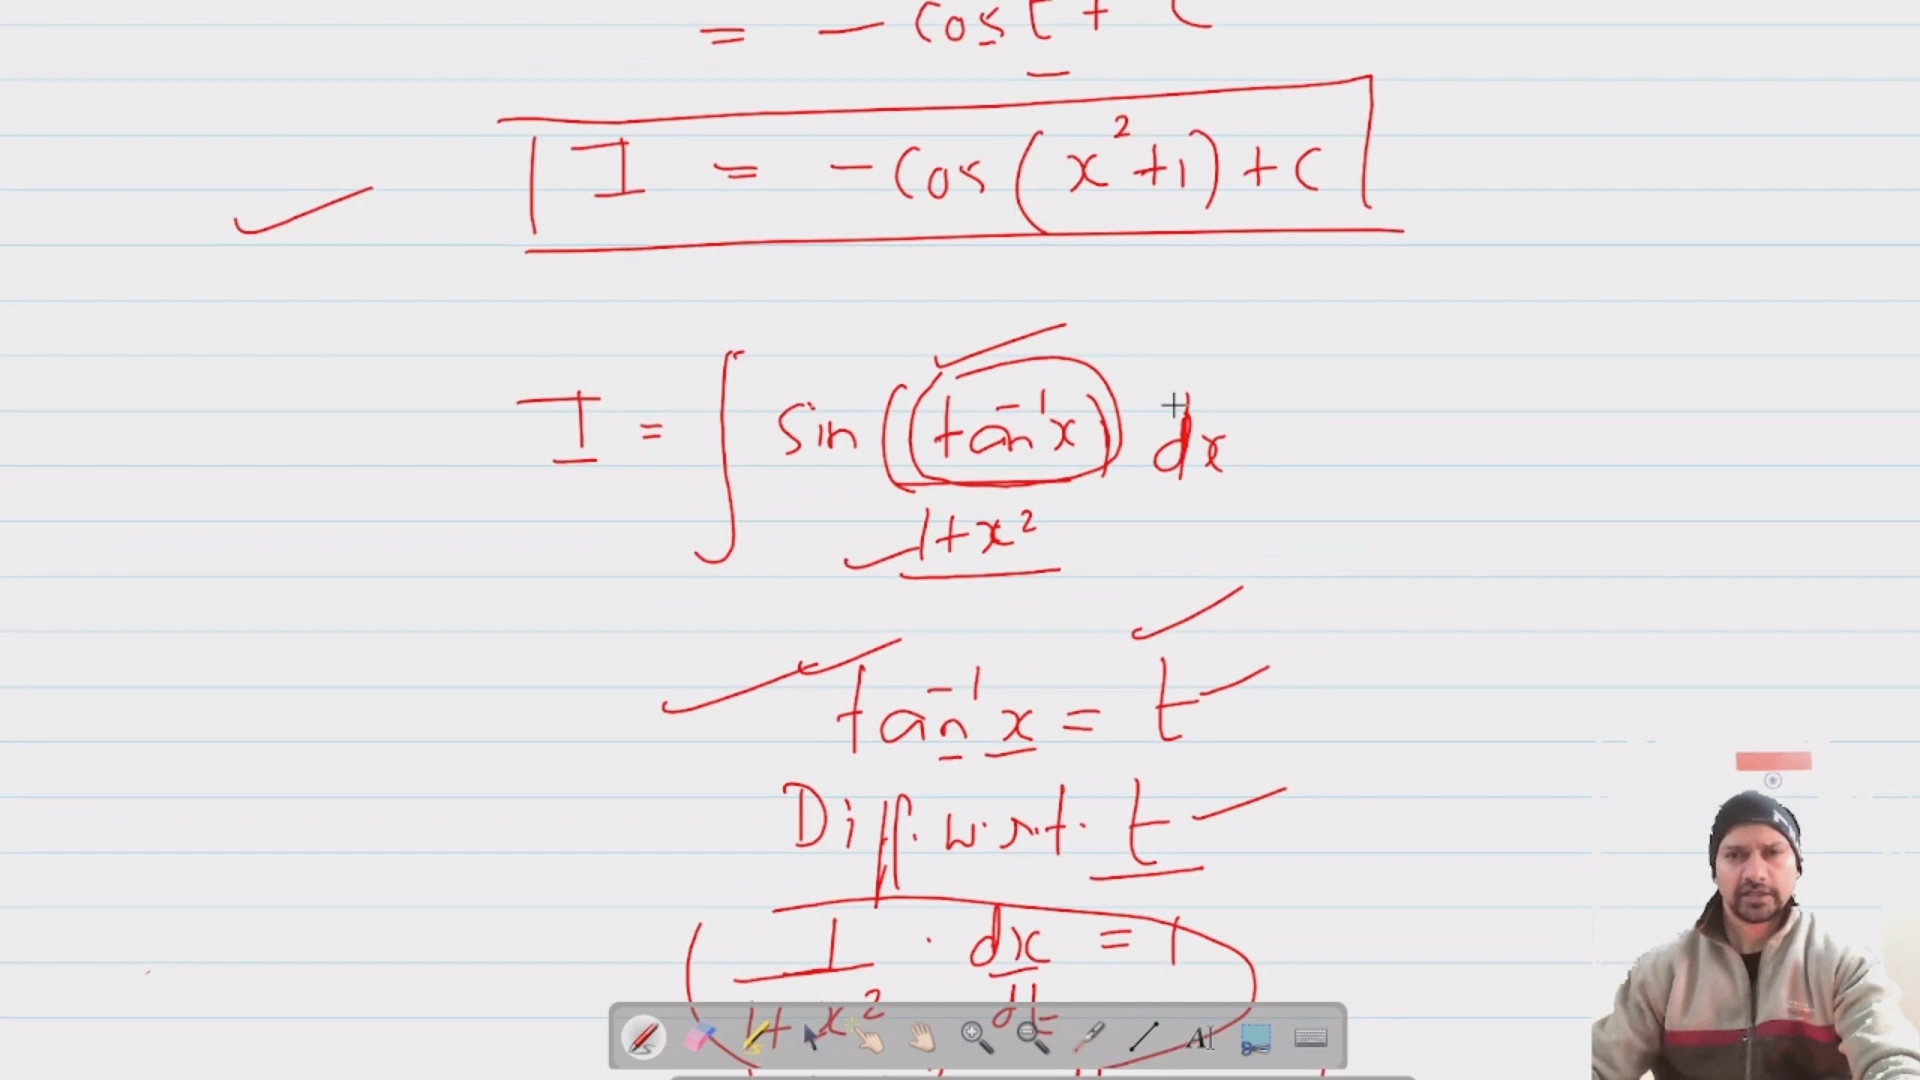 = - Cos t + C
I = - Cos (x²+1) + C
I = ∫ Sin (tan⁻¹x) dx
1+x²
tan⁻¹x = t
Diff. w.r.t. t
1 . dx = 1
1+x² dt
AI